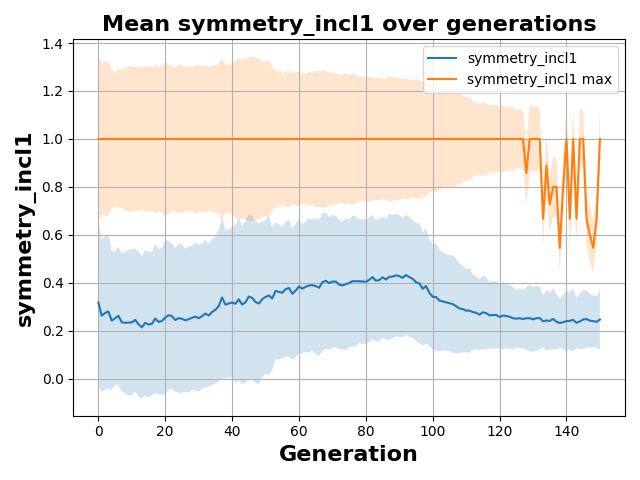 Mean symmetry_incl1 over generations
symmetry_incl1
symmetry_incl1 max
1.4
1.2
1.0
0.8
0.6
0.4
0.2
0.0
symmetry_incl1
0 20 40 60 80 100 120 140
Generation